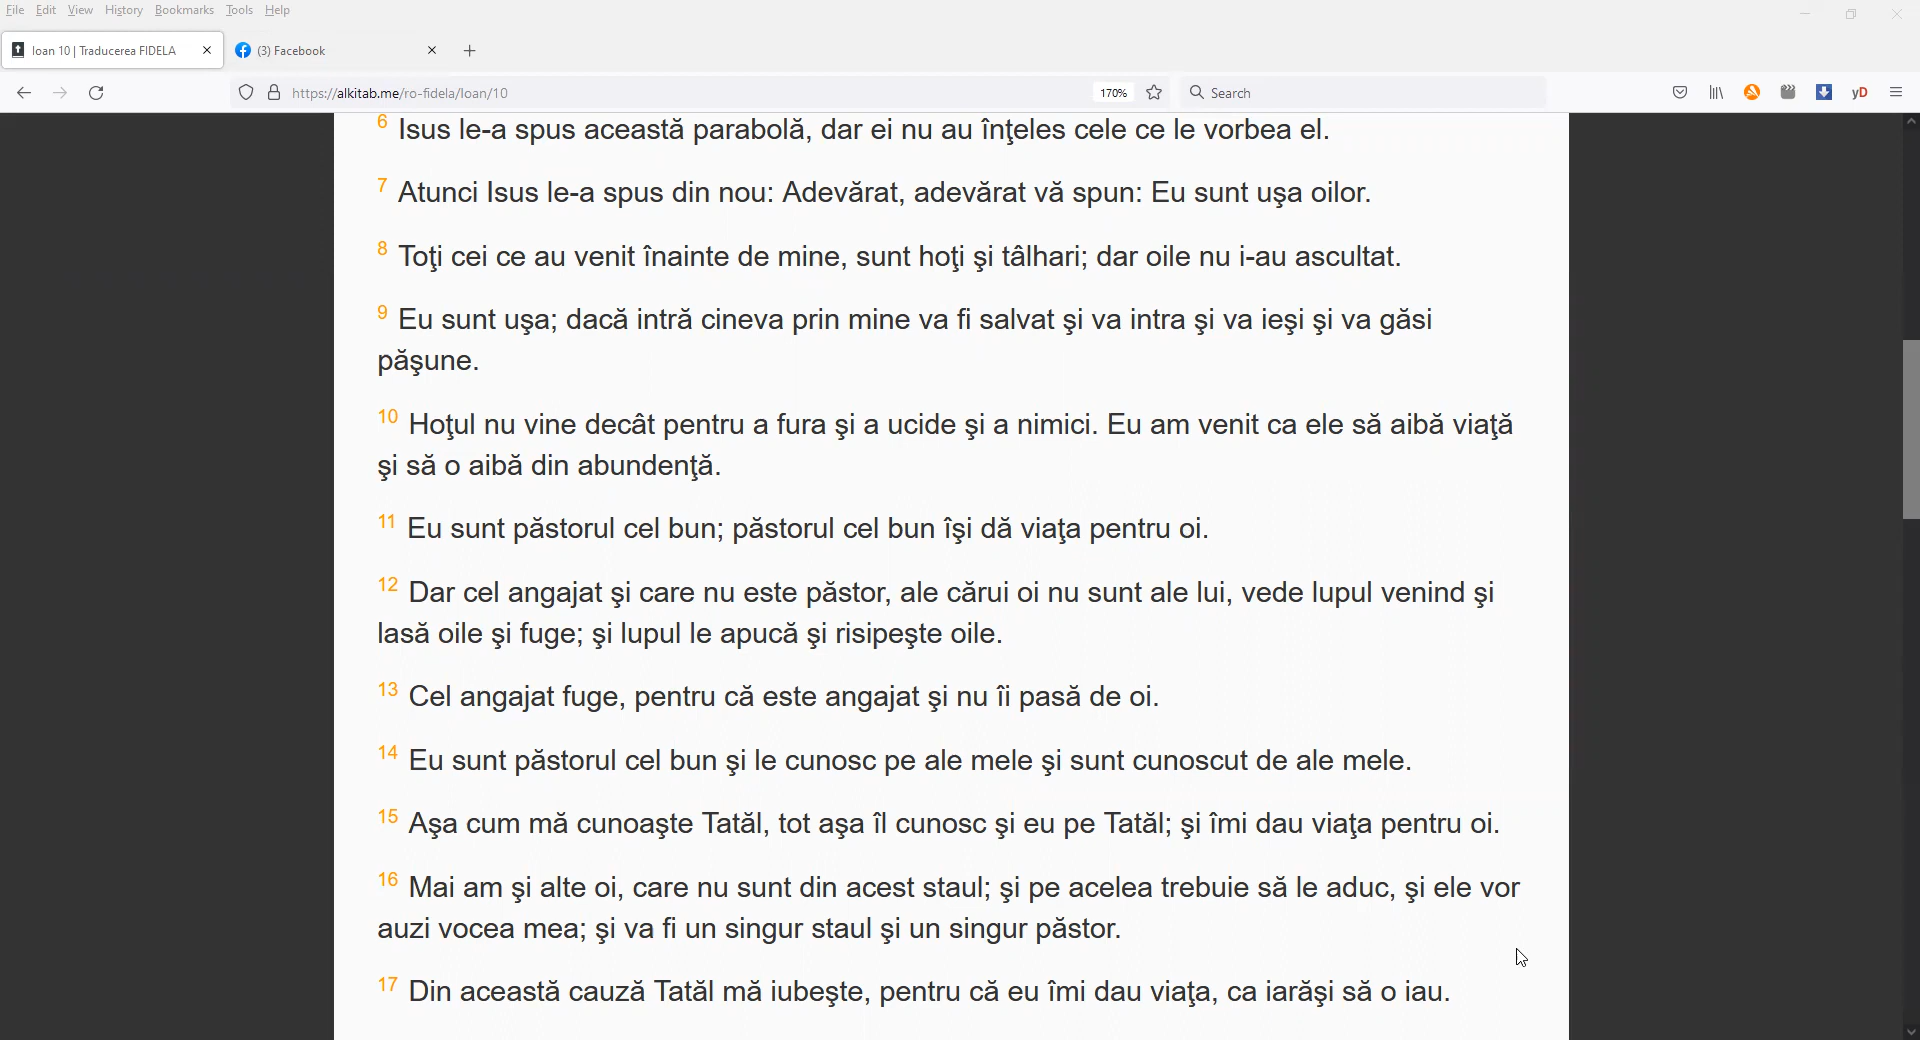 File Edit View History Bookmarks Tools Help
Ioan 10 | Traducerea FIDELA
(3) Facebook
https://alkitab.me/ro-fidela/Ioan/10
170%
Search
yD
6 Isus le-a spus această parabolă, dar ei nu au înţeles cele ce le vorbea el.
7 Atunci Isus le-a spus din nou: Adevărat, adevărat vă spun: Eu sunt uşa oilor.
8 Toţi cei ce au venit înainte de mine, sunt hoţi şi tâlhari; dar oile nu i-au ascultat.
9 Eu sunt uşa; dacă intră cineva prin mine va fi salvat şi va intra şi va ieşi şi va găsi
păşune.
10 Hoţul nu vine decât pentru a fura şi a ucide şi a nimici. Eu am venit ca ele să aibă viaţă
şi să o aibă din abundenţă.
11 Eu sunt păstorul cel bun; păstorul cel bun îşi dă viaţa pentru oi.
12 Dar cel angajat şi care nu este păstor, ale cărui oi nu sunt ale lui, vede lupul venind şi
lasă oile şi fuge; şi lupul le apucă şi risipeşte oile.
13 Cel angajat fuge, pentru că este angajat şi nu îi pasă de oi.
14 Eu sunt păstorul cel bun şi le cunosc pe ale mele şi sunt cunoscut de ale mele.
15 Aşa cum mă cunoaşte Tatăl, tot aşa îl cunosc şi eu pe Tatăl; şi îmi dau viaţa pentru oi.
16 Mai am şi alte oi, care nu sunt din acest staul; şi pe acelea trebuie să le aduc, şi ele vor
auzi vocea mea; şi va fi un singur staul şi un singur păstor.
17 Din această cauză Tatăl mă iubeşte, pentru că eu îmi dau viaţa, ca iarăşi să o iau.